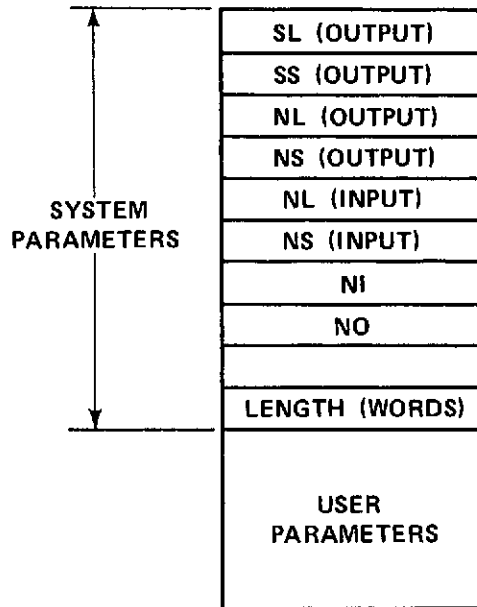 SL (OUTPUT)
SS (OUTPUT)
NL (OUTPUT)
NS (OUTPUT)
NL (INPUT)
NS (INPUT)
NI
NO
LENGTH (WORDS)
SYSTEM
PARAMETERS
USER
PARAMETERS